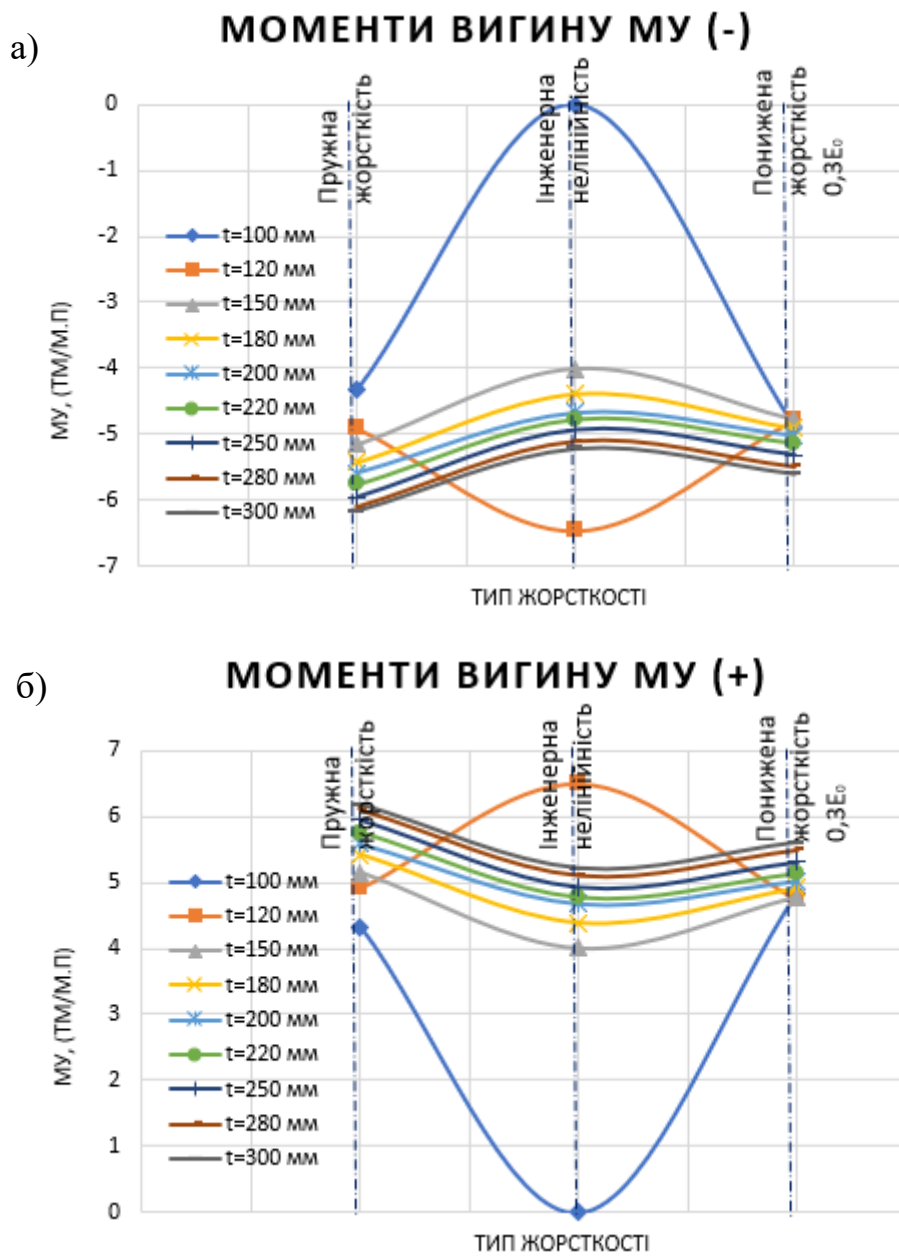 а)
МОМЕНТИ ВИГИНУ МУ (-)
Пружна
жорсткість
Інженерна
нелінійність
Понижена
жорсткість
0,3E₀
0
-1
-2
-3
-4
-5
-6
-7
t=100 мм
t=120 мм
t=150 мм
t=180 мм
t=200 мм
t=220 мм
t=250 мм
t=280 мм
t=300 мм
МУ, (ТМ/М.П)
ТИП ЖОРСТКОСТІ
б)
МОМЕНТИ ВИГИНУ МУ (+)
Пружна
жорсткість
Інженерна
нелінійність
Понижена
жорсткість
0,3E₀
7
6
5
4
3
2
1
0
t=100 мм
t=120 мм
t=150 мм
t=180 мм
t=200 мм
t=220 мм
t=250 мм
t=280 мм
t=300 мм
МУ, (ТМ/М.П)
ТИП ЖОРСТКОСТІ